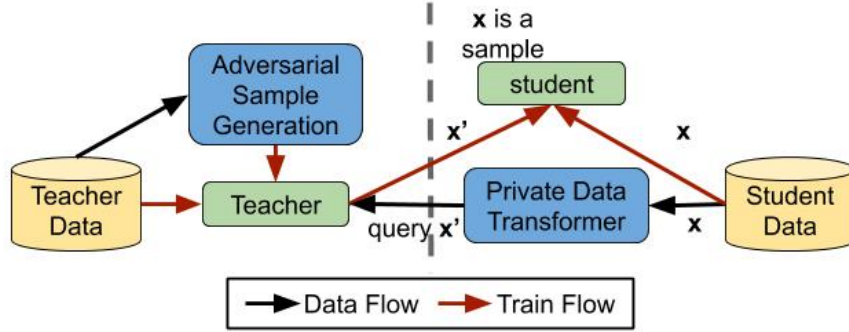 x is a
sample
Adversarial
Sample
Generation
student
x'
x
Teacher
Data
Teacher
Private Data
Transformer
Student
Data
query x'
x
Data Flow
Train Flow